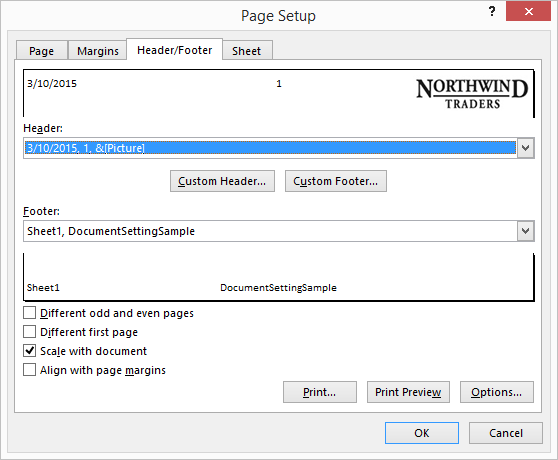 Page Setup
? ×
Page Margins Header/Footer Sheet
3/10/2015 1 NORTHWIND
TRADERS
Header:
3/10/2015, 1, &[Picture]
Custom Header... Custom Footer...
Footer:
Sheet1, DocumentSettingSample
Sheet1 DocumentSettingSample
Different odd and even pages
Different first page
Scale with document
Align with page margins
Print... Print Preview Options...
OK Cancel